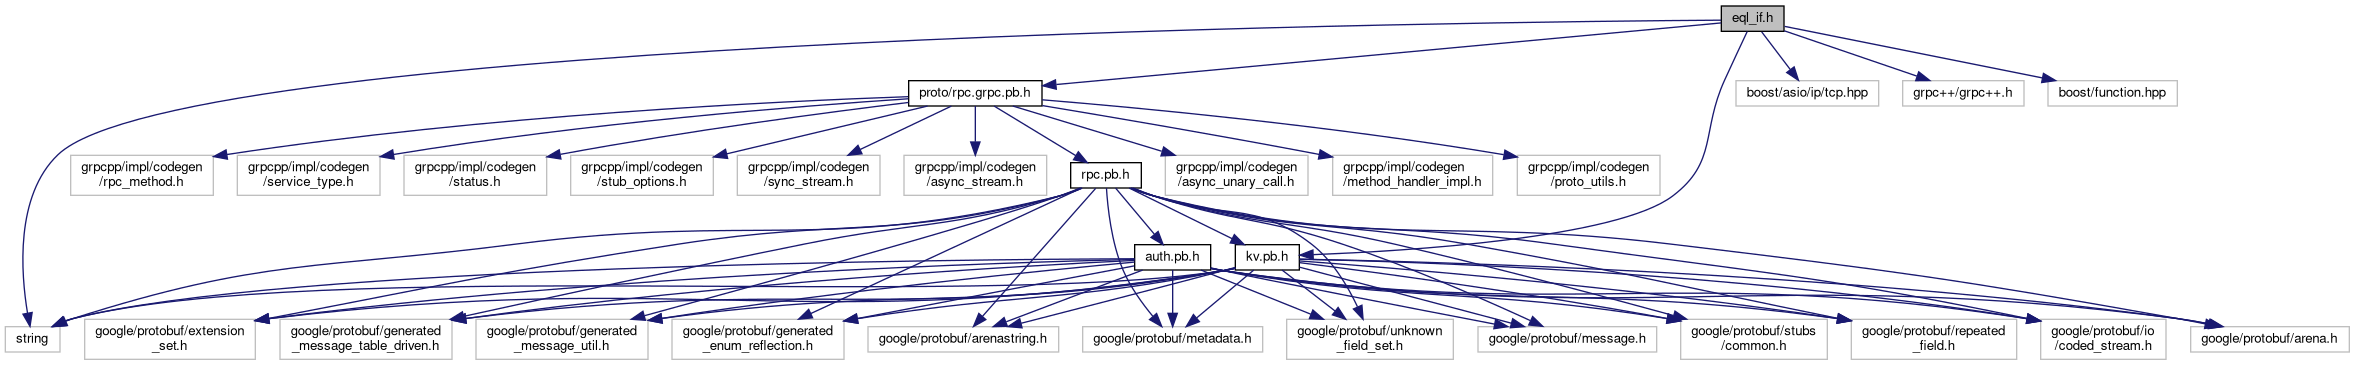 eql_if.h
proto/rpc.grpc.pb.h
boost/asio/ip/tcp.hpp
grpc++/grpc++.h
boost/function.hpp
grpcpp/impl/codegen
/rpc_method.h
grpcpp/impl/codegen
/service_type.h
grpcpp/impl/codegen
/status.h
grpcpp/impl/codegen
/stub_options.h
grpcpp/impl/codegen
/sync_stream.h
grpcpp/impl/codegen
/async_stream.h
rpc.pb.h
grpcpp/impl/codegen
/async_unary_call.h
grpcpp/impl/codegen
/method_handler_impl.h
grpcpp/impl/codegen
/proto_utils.h
auth.pb.h
kv.pb.h
string
google/protobuf/extension
_set.h
google/protobuf/generated
_message_table_driven.h
google/protobuf/generated
_message_util.h
google/protobuf/generated
_enum_reflection.h
google/protobuf/arenastring.h
google/protobuf/metadata.h
google/protobuf/unknown
_field_set.h
google/protobuf/message.h
google/protobuf/stubs
/common.h
google/protobuf/repeated
_field.h
google/protobuf/io
/coded_stream.h
google/protobuf/arena.h